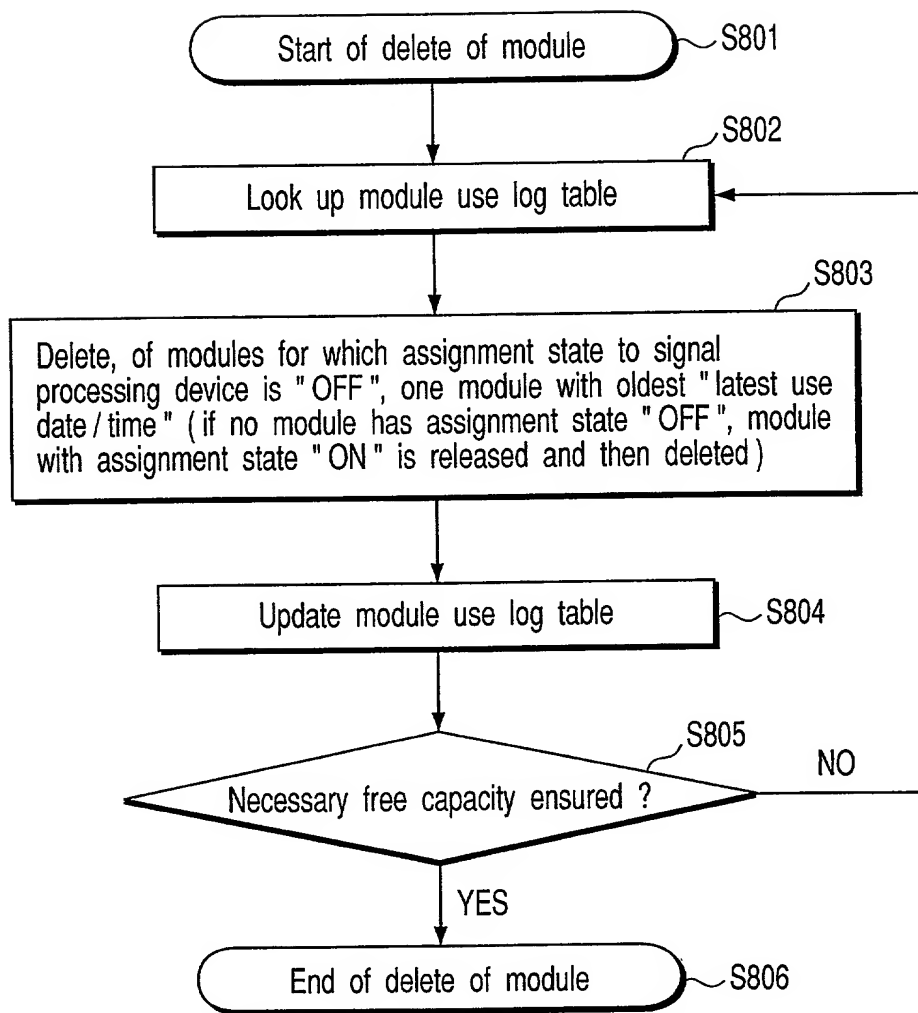 Start of delete of module
S801
S802
Look up module use log table
S803
Delete, of modules for which assignment state to signal
processing device is "OFF", one module with oldest "latest use
date / time" ( if no module has assignment state "OFF", module
with assignment state "ON" is released and then deleted )
Update module use log table
S804
S805
Necessary free capacity ensured ?
NO
YES
End of delete of module
S806